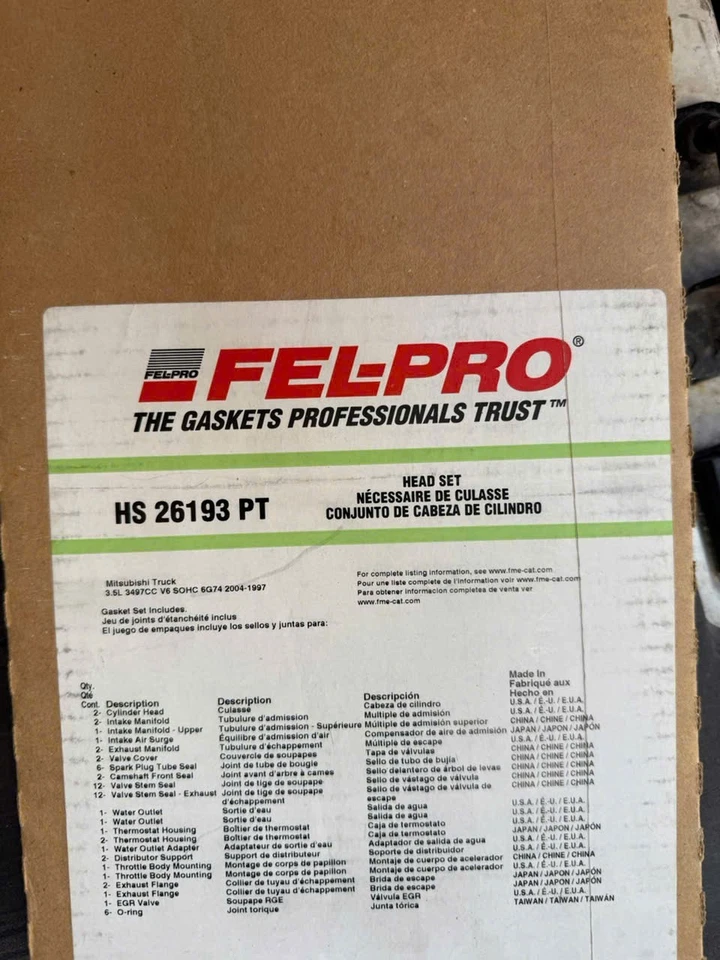 FEL-PRO
FEL-PRO®
THE GASKETS PROFESSIONALS TRUST™
HS 26193 PT
HEAD SET
NÉCESSAIRE DE CULASSE
CONJUNTO DE CABEZA DE CILINDRO
Mitsubishi Truck
3.5L 3497CC V6 SOHC 6G74 2004-1997
For complete listing information, see www.fme-cat.com
Pour une liste complete de l'information voir www.fme-cat.com
Para obtener informacion completas de venta ver
www.fme-cat.com
Gasket Set Includes.
Jeu de joints d'étanchéité inclus
El juego de empaques incluye los sellos y juntas para:
Made In
Qty. Fabriqué aux
Qté Hecho en
Cont. Description Description Descripción
2- Cylinder Head Culasse Cabeza de cilindro U.S.A. / É.-U. / E.U.A.
2- Intake Manifold Tubulure d'admission Multiple de admisión U.S.A. / É.-U. / E.U.A.
1- Intake Manifold - Upper Tubulure d'admission - Supérieure Múltiple de admisión superior CHINA / CHINE / CHINA
1- Intake Air Surge Équilibre d'admission d'air Compensador de aire de admisión JAPAN / JAPON / JAPÓN
2- Exhaust Manifold Tubulure d'échappement Múltiple de escape U.S.A. / É.-U. / E.U.A.
2- Valve Cover Couvercle de soupapes Tapa de válvulas CHINA / CHINE / CHINA
6- Spark Plug Tube Seal Joint de tube de bougie Sello de tubo de bujía CHINA / CHINE / CHINA
2- Camshaft Front Seal Joint avant d'arbre à cames Sello delantero de árbol de levas CHINA / CHINE / CHINA
12- Valve Stem Seal Joint de tige de soupape Sello de vástago de válvula CHINA / CHINE / CHINA
12- Valve Stem Seal - Exhaust Joint de tige de soupape Sello de vástago de válvula de CHINA / CHINE / CHINA
d'échappement escape
1- Water Outlet Sortie d'eau Salida de agua U.S.A. / É.-U. / E.U.A.
1- Water Outlet Sortie d'eau Salida de agua U.S.A. / É.-U. / E.U.A.
1- Thermostat Housing Boîtier de thermostat Caja de termostato U.S.A. / É.-U. / E.U.A.
2- Thermostat Housing Boîtier de thermostat Caja de termostato JAPAN / JAPON / JAPÓN
1- Water Outlet Adapter Adaptateur de sortie d'eau Adaptador de salida de agua U.S.A. / É.-U. / E.U.A.
2- Distributor Support Support de distributeur Soporte de distribuidor U.S.A. / É.-U. / E.U.A.
1- Throttle Body Mounting Montage de corps de papillon Montaje de cuerpo de acelerador CHINA / CHINE / CHINA
1- Throttle Body Mounting Montage de corps de papillon Montaje de cuerpo de acelerador U.S.A. / É.-U. / E.U.A.
2- Exhaust Flange Collier de tuyau d'échappement Brida de escape JAPAN / JAPON / JAPÓN
1- Exhaust Flange Collier de tuyau d'échappement Brida de escape JAPAN / JAPON / JAPÓN
1- EGR Valve Soupape RGE Válvula EGR U.S.A. / É.-U. / E.U.A.
6- O-ring Joint torique Junta tórica TAIWAN / TAÏWAN / TAIWÁN